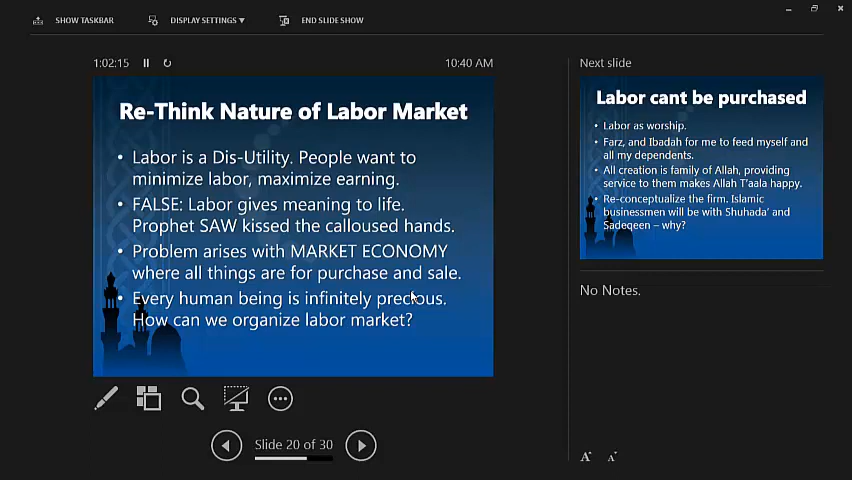 SHOW TASKBAR
DISPLAY SETTINGS ▼
END SLIDE SHOW
1:02:15
10:40 AM
Re-Think Nature of Labor Market
• Labor is a Dis-Utility. People want to
minimize labor, maximize earning.
• FALSE: Labor gives meaning to life.
Prophet SAW kissed the calloused hands.
• Problem arises with MARKET ECONOMY
where all things are for purchase and sale.
• Every human being is infinitely precious.
How can we organize labor market?
Slide 20 of 30
Next slide
Labor cant be purchased
• Labor as worship.
• Farz, and Ibadah for me to feed myself and
all my dependents.
• All creation is family of Allah, providing
service to them makes Allah T'aala happy.
• Re-conceptualize the firm. Islamic
businessmen will be with Shuhada' and
Sadeqeen – why?
No Notes.
A A